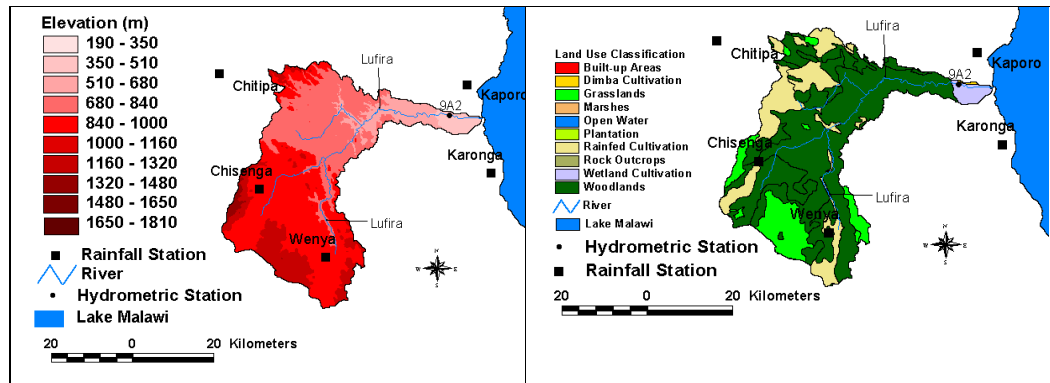 Elevation (m)
190 - 350
350 - 510
510 - 680
680 - 840
840 - 1000
1000 - 1160
1160 - 1320
1320 - 1480
1480 - 1650
1650 - 1810
Rainfall Station
River
Hydrometric Station
Lake Malawi
20 0 20 Kilometers
Lufira
Chitipa
9A2
Kaporo
Karonga
Chisenga
Lufira
Wenya
N
W E
S
Land Use Classification
Built-up Areas
Dimba Cultivation
Grasslands
Marshes
Open Water
Plantation
Rainfed Cultivation
Rock Outcrops
Wetland Cultivation
Woodlands
River
Lake Malawi
Hydrometric Station
Rainfall Station
20 0 20
Kilometers
Lufira
Chitipa
Kaporo
9A2
Karonga
Chisenga
Lufira
Wenya
N
W E
S